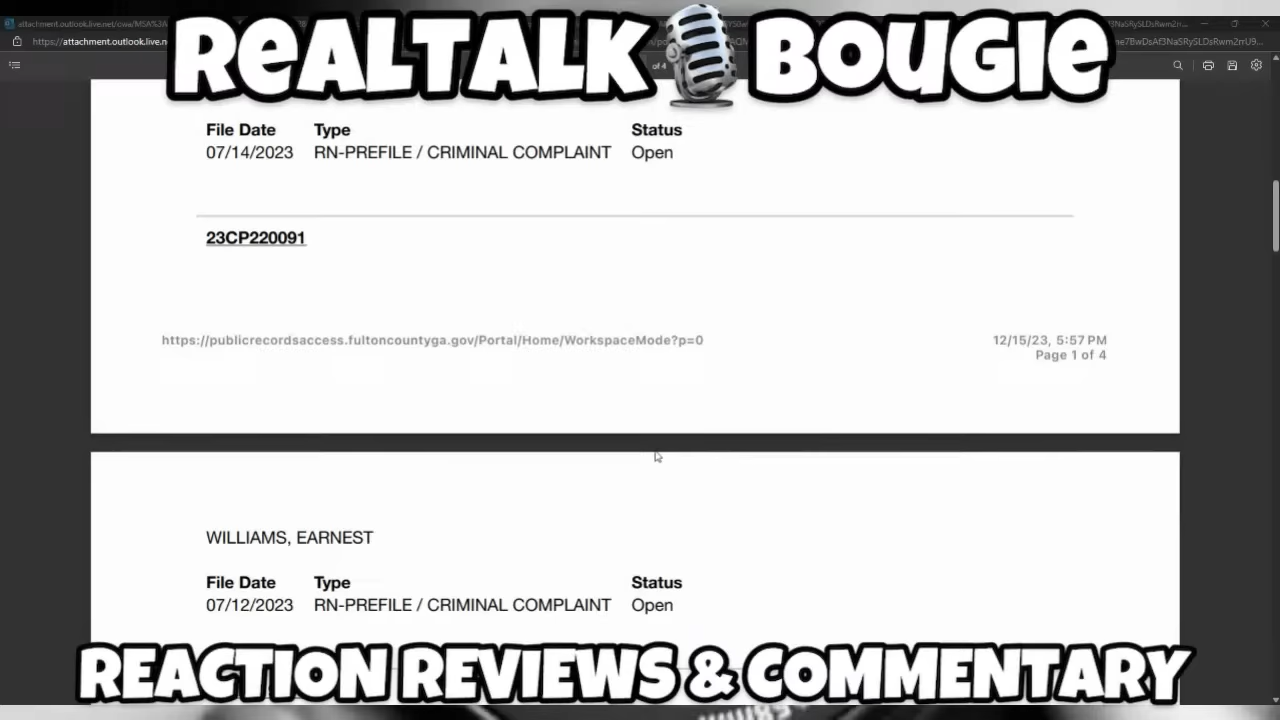 REALTALK BOUGIE
https://attachment.outlook.live.n
of 4
File Date Type Status
07/14/2023 RN-PREFILE / CRIMINAL COMPLAINT Open
23CP220091
https://publicrecordsaccess.fultoncountyga.gov/Portal/Home/WorkspaceMode?p=0 12/15/23, 5:57 PM
Page 1 of 4
WILLIAMS, EARNEST
File Date Type Status
07/12/2023 RN-PREFILE / CRIMINAL COMPLAINT Open
REACTION REVIEWS & COMMENTARY